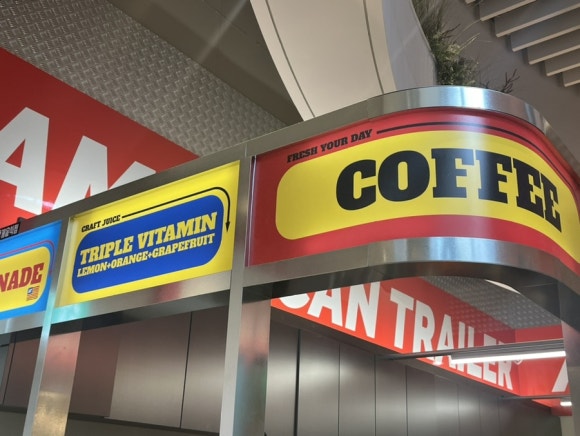 AM
NADE
CRAFT JUICE
TRIPLE VITAMIN
LEMON+ORANGE+GRAPEFRUIT
FRESH YOUR DAY
COFFEE
CAN TRAILER